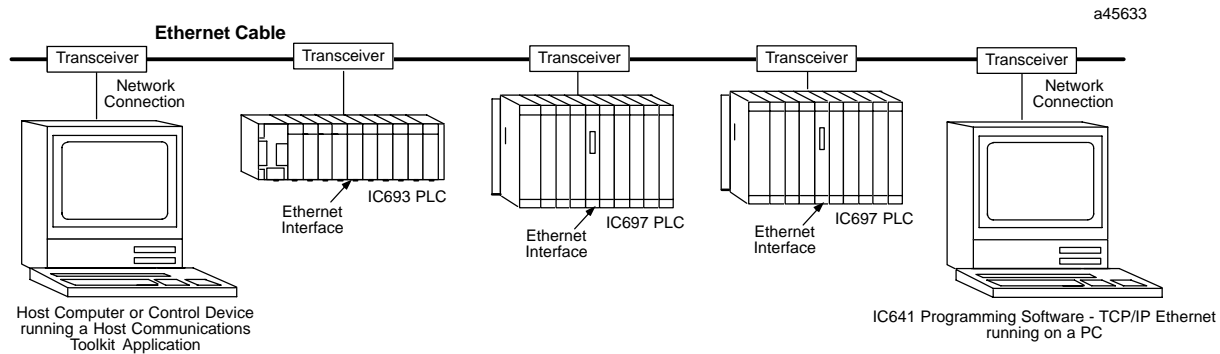 a45633
Ethernet Cable
Transceiver
Transceiver
Transceiver
Transceiver
Transceiver
Network
Connection
Network
Connection
IC693 PLC
Ethernet
Interface
IC697 PLC
Ethernet
Interface
IC697 PLC
Ethernet
Interface
Host Computer or Control Device
running a Host Communications
Toolkit Application
IC641 Programming Software - TCP/IP Ethernet
running on a PC